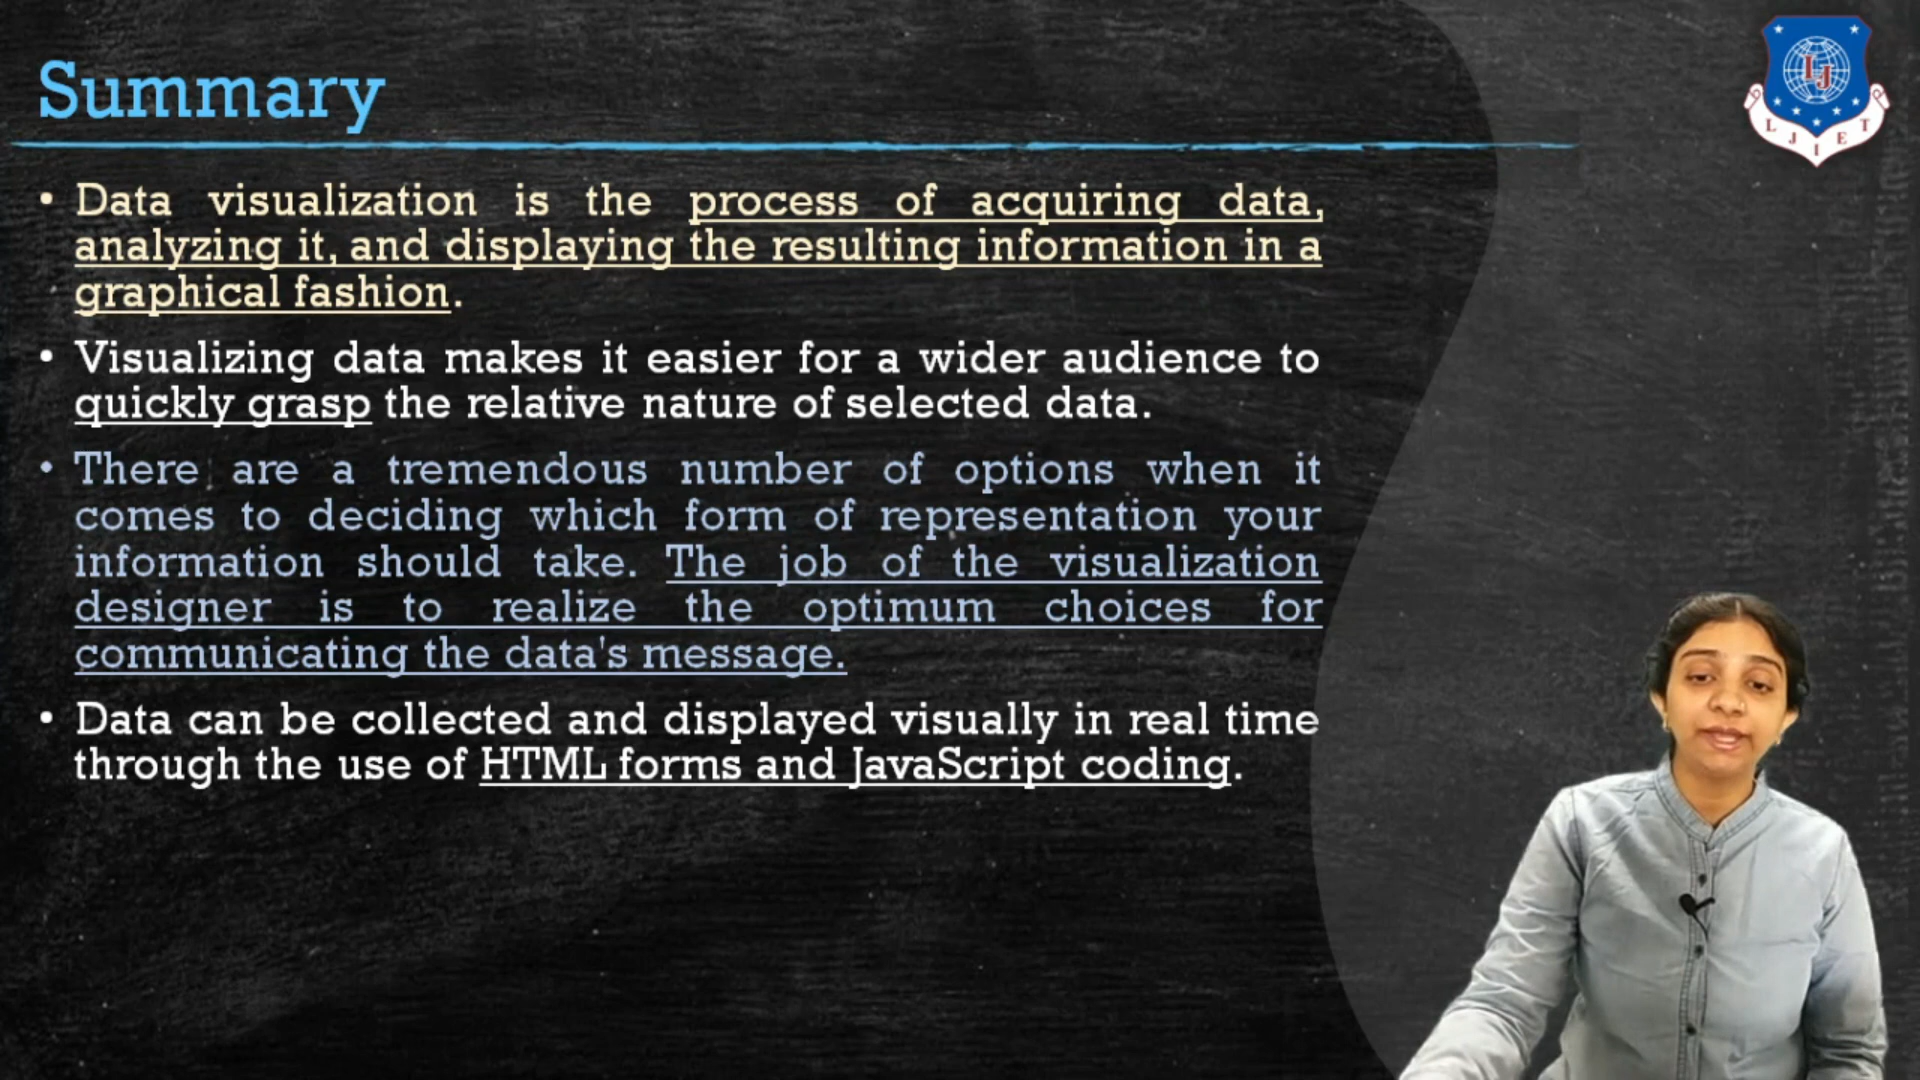 Summary
• Data visualization is the process of acquiring data,
analyzing it, and displaying the resulting information in a
graphical fashion.
• Visualizing data makes it easier for a wider audience to
quickly grasp the relative nature of selected data.
• There are a tremendous number of options when it
comes to deciding which form of representation your
information should take. The job of the visualization
designer is to realize the optimum choices for
communicating the data's message.
• Data can be collected and displayed visually in real time
through the use of HTML forms and JavaScript coding.
LJ
LJIET